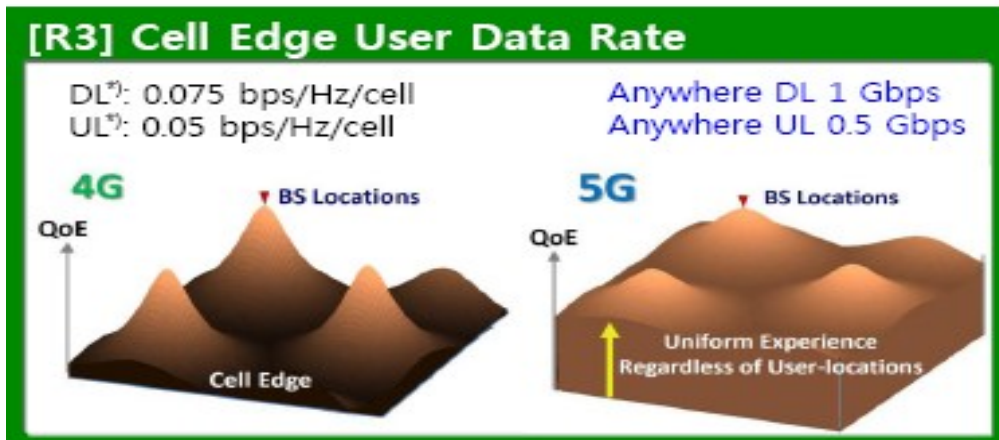 [R3] Cell Edge User Data Rate
DL*): 0.075 bps/Hz/cell
UL*): 0.05 bps/Hz/cell
Anywhere DL 1 Gbps
Anywhere UL 0.5 Gbps
4G
BS Locations
QoE
Cell Edge
5G
BS Locations
QoE
Uniform Experience
Regardless of User-locations